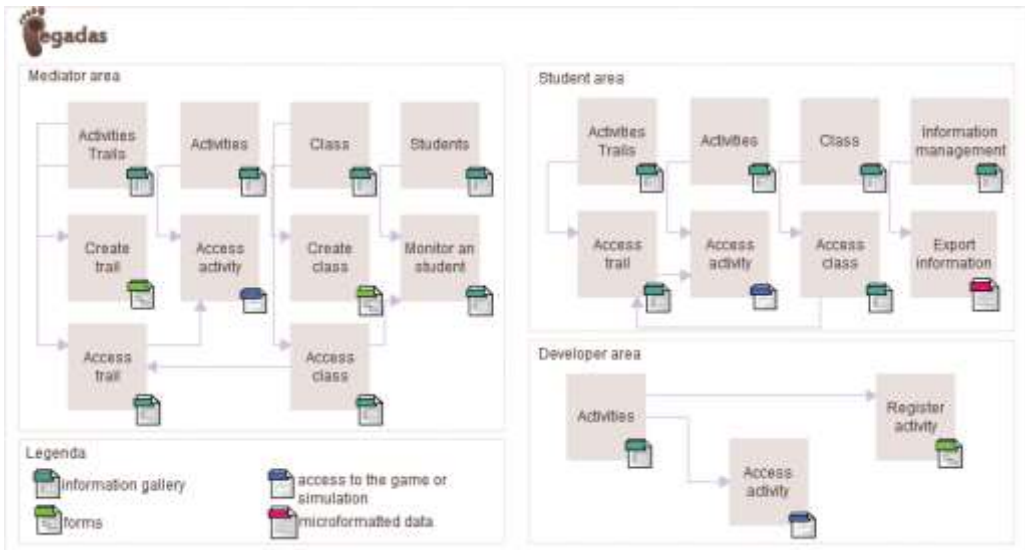 egadas
Mediator area
Activities
Trails
Activities
Class
Students
Create
trail
Access
activity
Create
class
Monitor an
student
Access
trail
Access
class
Student area
Activities
Trails
Activities
Class
Information
management
Access
trail
Access
activity
Access
class
Export
information
Developer area
Activities
Register
activity
Access
activity
Legenda
information gallery
forms
access to the game or
simulation
microformatted data